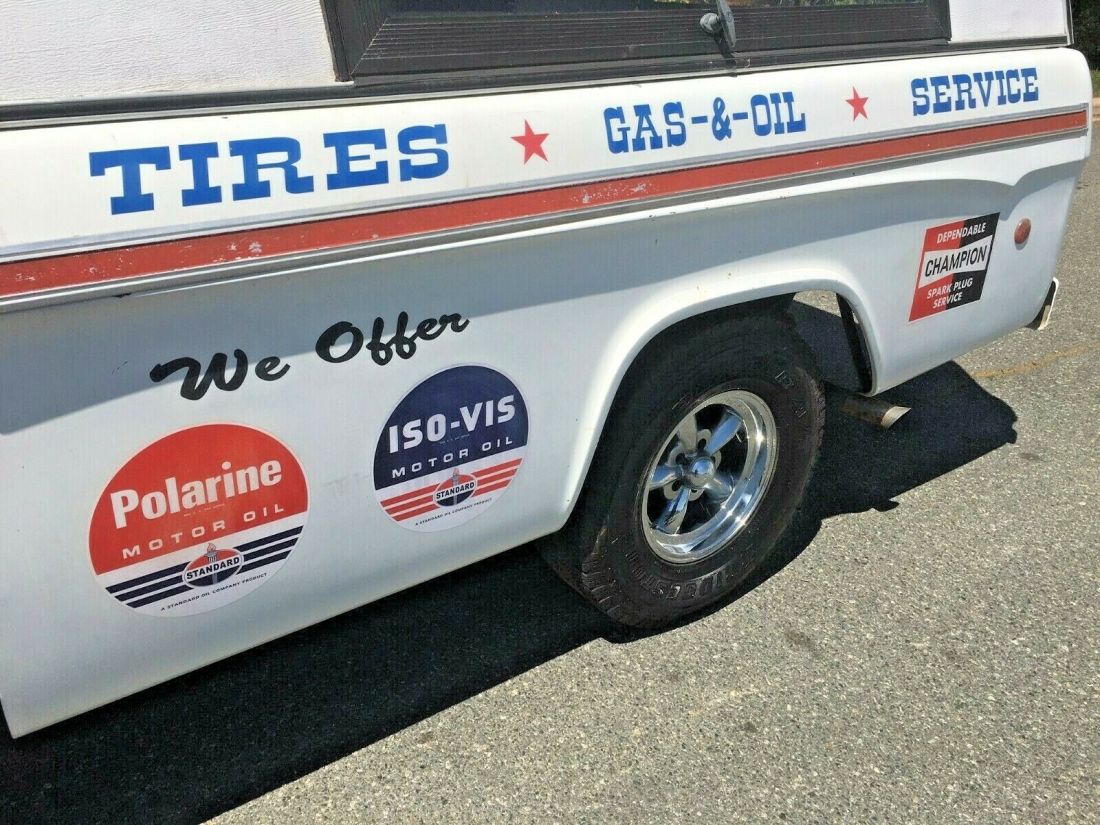 TIRES ★ GAS-&-OIL ★ SERVICE
DEPENDABLE
CHAMPION
SPARK PLUG
SERVICE
We Offer
ISO-VIS
MOTOR OIL
STANDARD
A STANDARD OIL COMPANY PRODUCT
Polarine
MOTOR OIL
STANDARD
A STANDARD OIL COMPANY PRODUCT